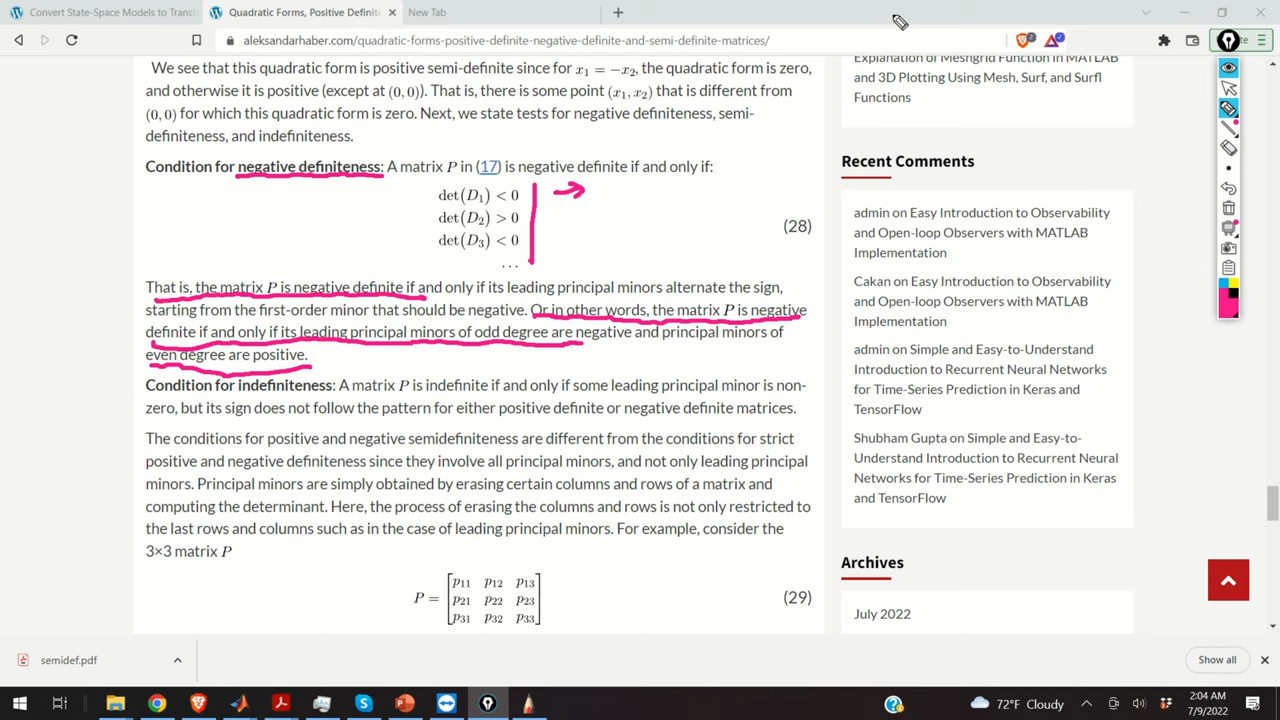 Convert State-Space Models to Transf
Quadratic Forms, Positive Definit
New Tab
aleksandarhaber.com/quadratic-forms-positive-definite-negative-definite-and-semi-definite-matrices/
We see that this quadratic form is positive semi-definite since for x₁ = −x₂, the quadratic form is zero,
and otherwise it is positive (except at (0, 0)). That is, there is some point (x₁, x₂) that is different from
(0, 0) for which this quadratic form is zero. Next, we state tests for negative definiteness, semi-
definiteness, and indefiniteness.
Condition for negative definiteness: A matrix P in (17) is negative definite if and only if:
det(D₁) < 0
det(D₂) > 0
(28)
det(D₃) < 0
...
That is, the matrix P is negative definite if and only if its leading principal minors alternate the sign,
starting from the first-order minor that should be negative. Or in other words, the matrix P is negative
definite if and only if its leading principal minors of odd degree are negative and principal minors of
even degree are positive.
Condition for indefiniteness: A matrix P is indefinite if and only if some leading principal minor is non-
zero, but its sign does not follow the pattern for either positive definite or negative definite matrices.
The conditions for positive and negative semidefiniteness are different from the conditions for strict
positive and negative definiteness since they involve all principal minors, and not only leading principal
minors. Principal minors are simply obtained by erasing certain columns and rows of a matrix and
computing the determinant. Here, the process of erasing the columns and rows is not only restricted to
the last rows and columns such as in the case of leading principal minors. For example, consider the
3×3 matrix P
p₁₁ p₁₂ p₁₃
P = p₂₁ p₂₂ p₂₃ (29)
p₃₁ p₃₂ p₃₃
Explanation of Meshgrid Function in MATLAB
and 3D Plotting Using Mesh, Surf, and Surfl
Functions
Recent Comments
admin on Easy Introduction to Observability
and Open-loop Observers with MATLAB
Implementation
Cakan on Easy Introduction to Observability
and Open-loop Observers with MATLAB
Implementation
admin on Simple and Easy-to-Understand
Introduction to Recurrent Neural Networks
for Time-Series Prediction in Keras and
TensorFlow
Shubham Gupta on Simple and Easy-to-
Understand Introduction to Recurrent Neural
Networks for Time-Series Prediction in Keras
and TensorFlow
Archives
July 2022
semidef.pdf
Show all
72°F Cloudy
2:04 AM
7/9/2022